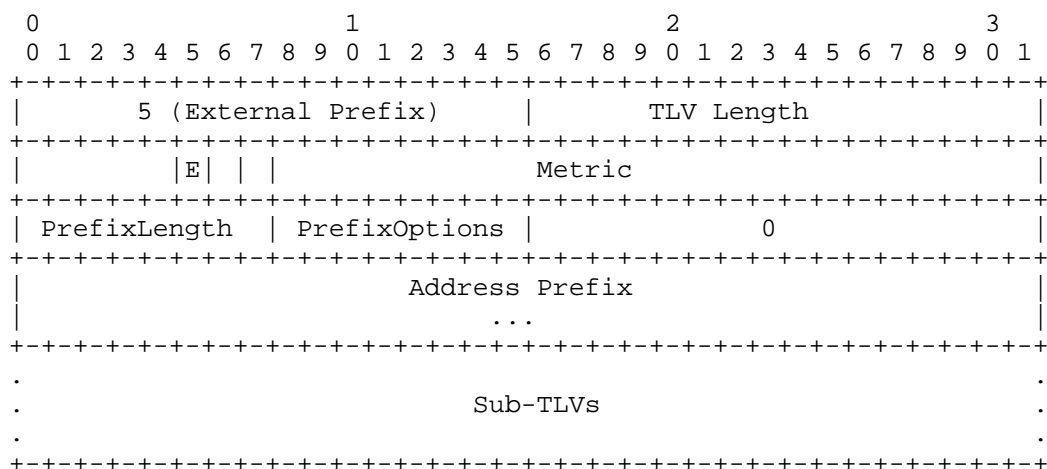 0                   1                   2                   3
 0 1 2 3 4 5 6 7 8 9 0 1 2 3 4 5 6 7 8 9 0 1 2 3 4 5 6 7 8 9 0 1
+-+-+-+-+-+-+-+-+-+-+-+-+-+-+-+-+-+-+-+-+-+-+-+-+-+-+-+-+-+-+-+-+
|       5 (External Prefix)     |       TLV Length              |
+-+-+-+-+-+-+-+-+-+-+-+-+-+-+-+-+-+-+-+-+-+-+-+-+-+-+-+-+-+-+-+-+
|         |E| | |                Metric                         |
+-+-+-+-+-+-+-+-+-+-+-+-+-+-+-+-+-+-+-+-+-+-+-+-+-+-+-+-+-+-+-+-+
| PrefixLength  | PrefixOptions |              0                |
+-+-+-+-+-+-+-+-+-+-+-+-+-+-+-+-+-+-+-+-+-+-+-+-+-+-+-+-+-+-+-+-+
|                        Address Prefix                         |
|                             ...                               |
+-+-+-+-+-+-+-+-+-+-+-+-+-+-+-+-+-+-+-+-+-+-+-+-+-+-+-+-+-+-+-+-+
.                                                               .
.                            Sub-TLVs                           .
.                                                               .
+-+-+-+-+-+-+-+-+-+-+-+-+-+-+-+-+-+-+-+-+-+-+-+-+-+-+-+-+-+-+-+-+